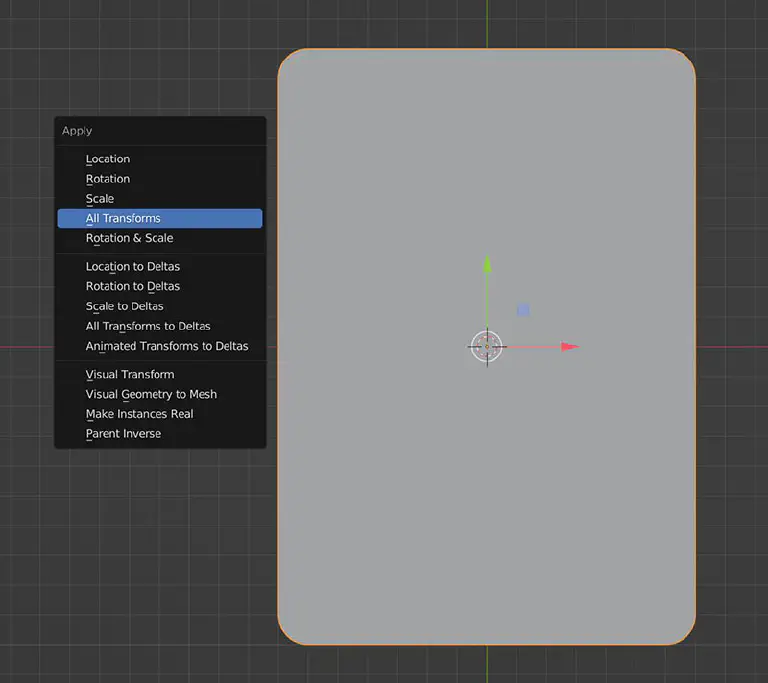 Apply
Location
Rotation
Scale
All Transforms
Rotation & Scale
Location to Deltas
Rotation to Deltas
Scale to Deltas
All Transforms to Deltas
Animated Transforms to Deltas
Visual Transform
Visual Geometry to Mesh
Make Instances Real
Parent Inverse